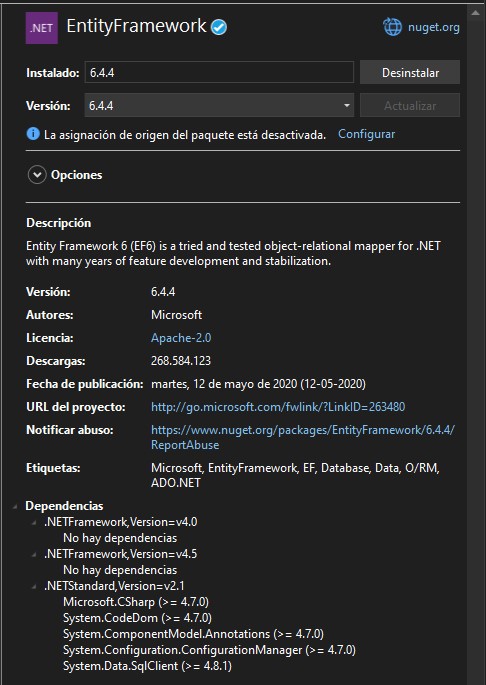 .NET EntityFramework nuget.org
Instalado: 6.4.4 Desinstalar
Versión: 6.4.4 Actualizar
La asignación de origen del paquete está desactivada. Configurar
Opciones
Descripción
Entity Framework 6 (EF6) is a tried and tested object-relational mapper for .NET
with many years of feature development and stabilization.
Versión: 6.4.4
Autores: Microsoft
Licencia: Apache-2.0
Descargas: 268.584.123
Fecha de publicación: martes, 12 de mayo de 2020 (12-05-2020)
URL del proyecto: http://go.microsoft.com/fwlink/?LinkID=263480
Notificar abuso: https://www.nuget.org/packages/EntityFramework/6.4.4/
ReportAbuse
Etiquetas: Microsoft, EntityFramework, EF, Database, Data, O/RM,
ADO.NET
Dependencias
.NETFramework,Version=v4.0
No hay dependencias
.NETFramework,Version=v4.5
No hay dependencias
.NETStandard,Version=v2.1
Microsoft.CSharp (>= 4.7.0)
System.CodeDom (>= 4.7.0)
System.ComponentModel.Annotations (>= 4.7.0)
System.Configuration.ConfigurationManager (>= 4.7.0)
System.Data.SqlClient (>= 4.8.1)